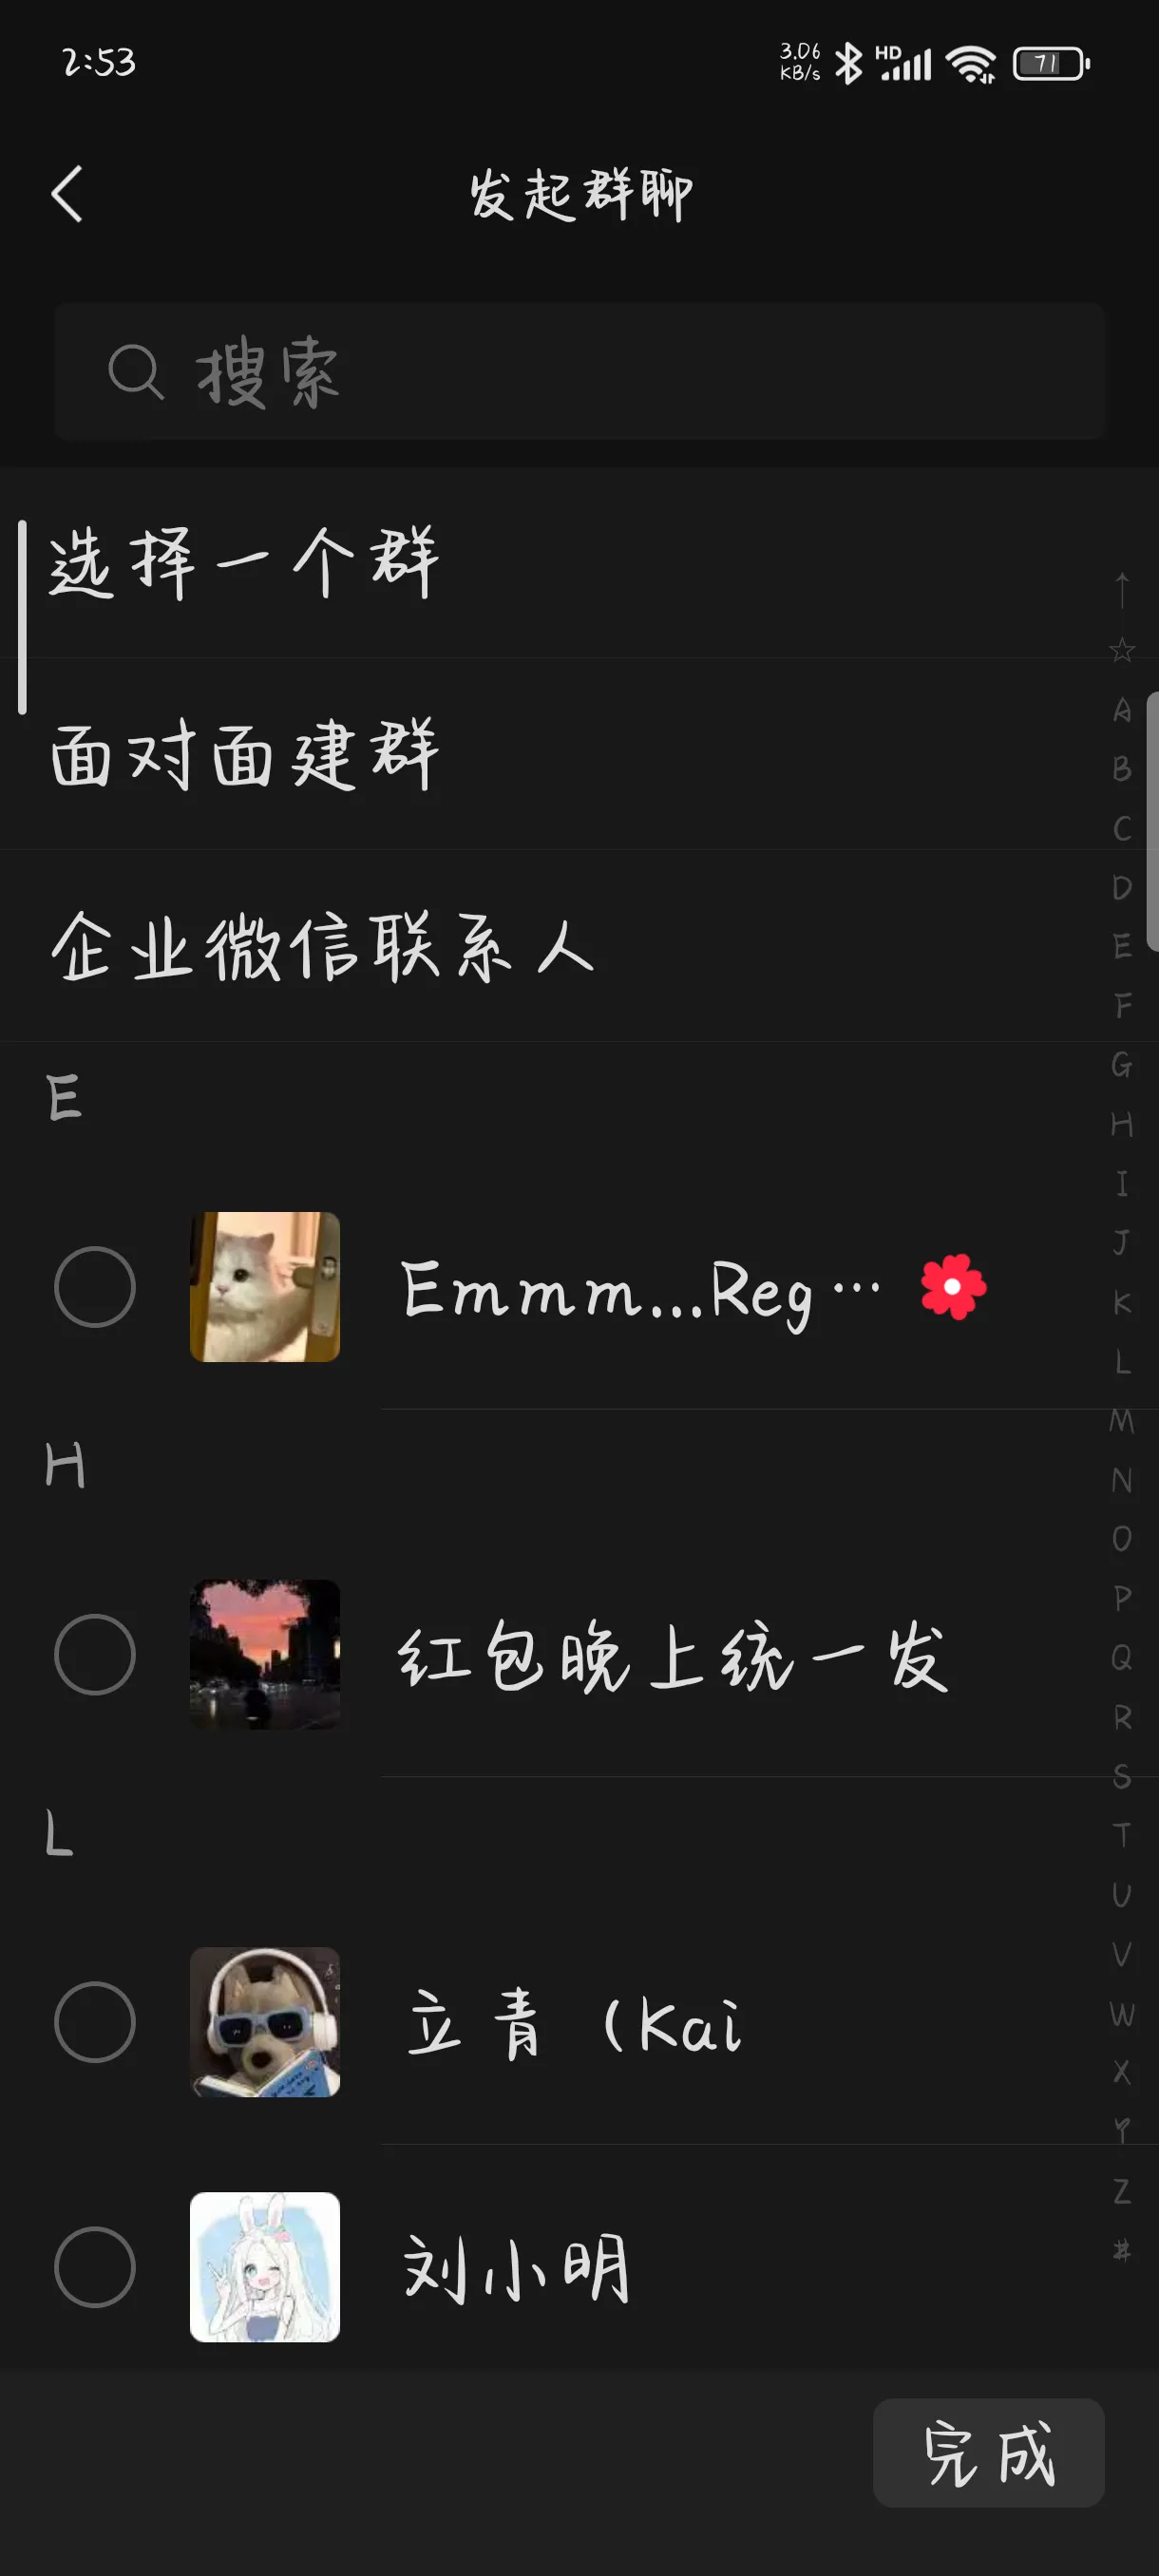 2:53
3.06
KB/s
HD
71
发起群聊
搜索
选择一个群
面对面建群
企业微信联系人
E
Emmm...Reg…
H
红包晚上统一发
L
立青（Kai
刘小明
↑
☆
A
B
C
D
E
F
G
H
I
J
K
L
M
N
O
P
Q
R
S
T
U
V
W
X
Y
Z
#
完成